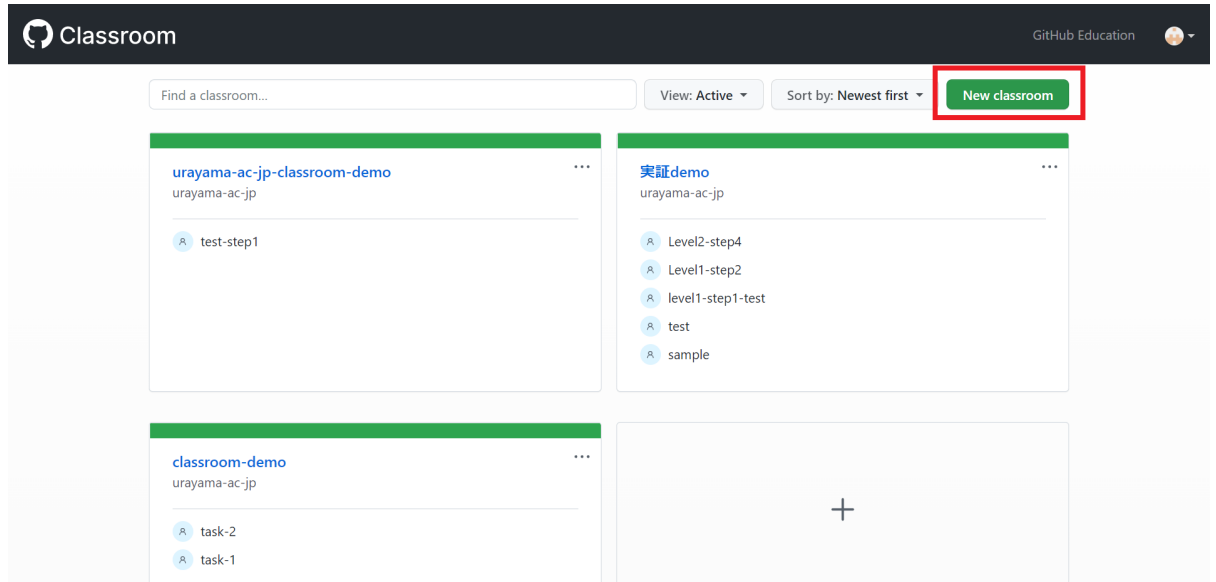 Classroom
GitHub Education
Find a classroom...
View: Active
Sort by: Newest first
New classroom
urayama-ac-jp-classroom-demo
urayama-ac-jp
test-step1
実証demo
urayama-ac-jp
Level2-step4
Level1-step2
level1-step1-test
test
sample
classroom-demo
urayama-ac-jp
task-2
task-1